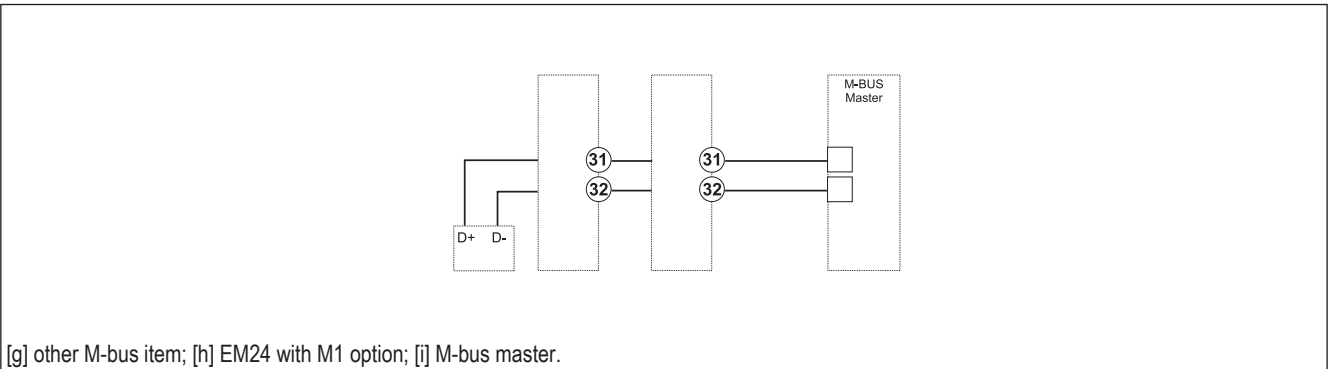 M-BUS
Master
31 31
32 32
D+ D-
[g] other M-bus item; [h] EM24 with M1 option; [i] M-bus master.